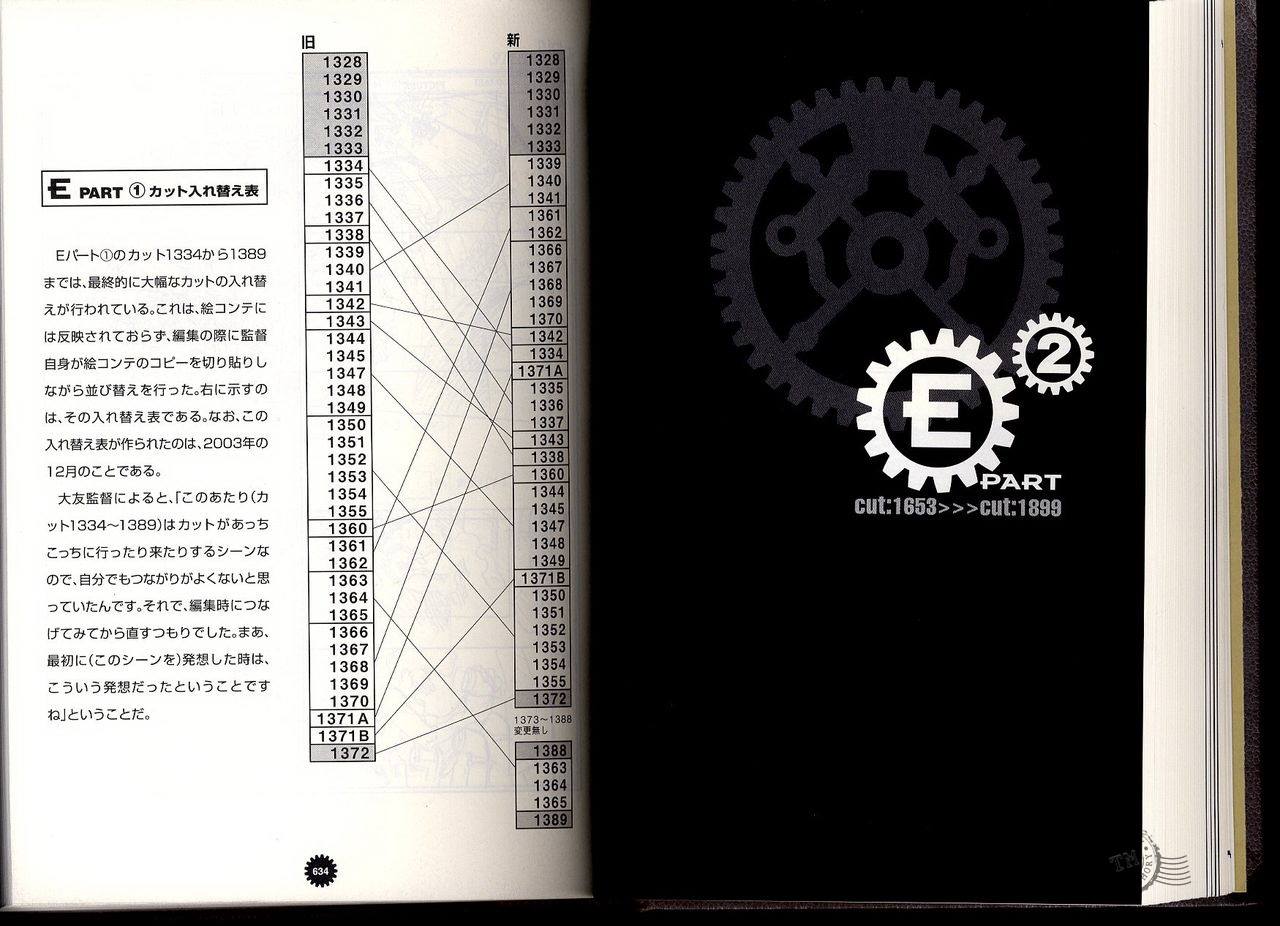 E PART ①カット入れ替え表
Eパート①のカット1334から1389
までは、最終的に大幅なカットの入れ替
えが行われている。これは、絵コンテに
は反映されておらず、編集の際に監督
自身が絵コンテのコピーを切り貼りし
ながら並び替えを行った。右に示すの
は、その入れ替え表である。なお、この
入れ替え表が作られたのは、2003年の
12月のことである。
大友監督によると、「このあたり(カ
ット1334〜1389)はカットがあっち
こっちに行ったり来たりするシーンな
ので、自分でもつながりがよくないと思
っていたんです。それで、編集時につな
げてみてから直すつもりでした。まあ、
最初に(このシーンを)発想した時は、
こういう発想だったということです
ね」ということだ。
旧
1328
1329
1330
1331
1332
1333
1334
1335
1336
1337
1338
1339
1340
1341
1342
1343
1344
1345
1347
1348
1349
1350
1351
1352
1353
1354
1355
1360
1361
1362
1363
1364
1365
1366
1367
1368
1369
1370
1371A
1371B
1372
新
1328
1329
1330
1331
1332
1333
1339
1340
1341
1361
1362
1366
1367
1368
1369
1370
1342
1334
1371A
1335
1336
1337
1343
1338
1360
1344
1345
1347
1348
1349
1371B
1350
1351
1352
1353
1354
1355
1372
1373〜1388
変更無し
1388
1363
1364
1365
1389
634
E 2
PART
cut:1653>>>cut:1899
TM